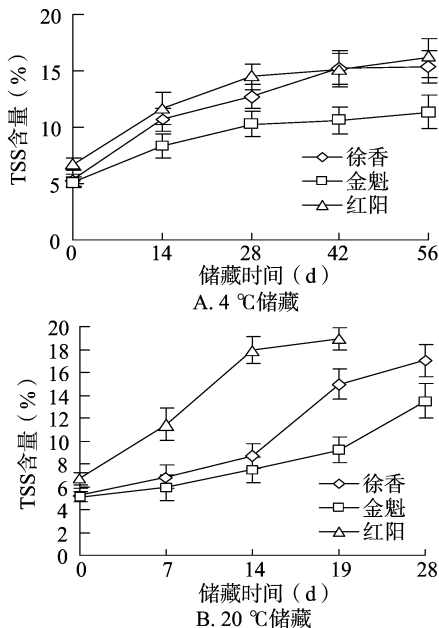 20
15
10
5
0
TSS含量(%)
徐香
金魁
红阳
0 14 28 42 56
储藏时间(d)
A. 4 ℃储藏
20
18
16
14
12
10
8
6
4
2
0
TSS含量(%)
徐香
金魁
红阳
0 7 14 19 28
储藏时间(d)
B. 20 ℃储藏